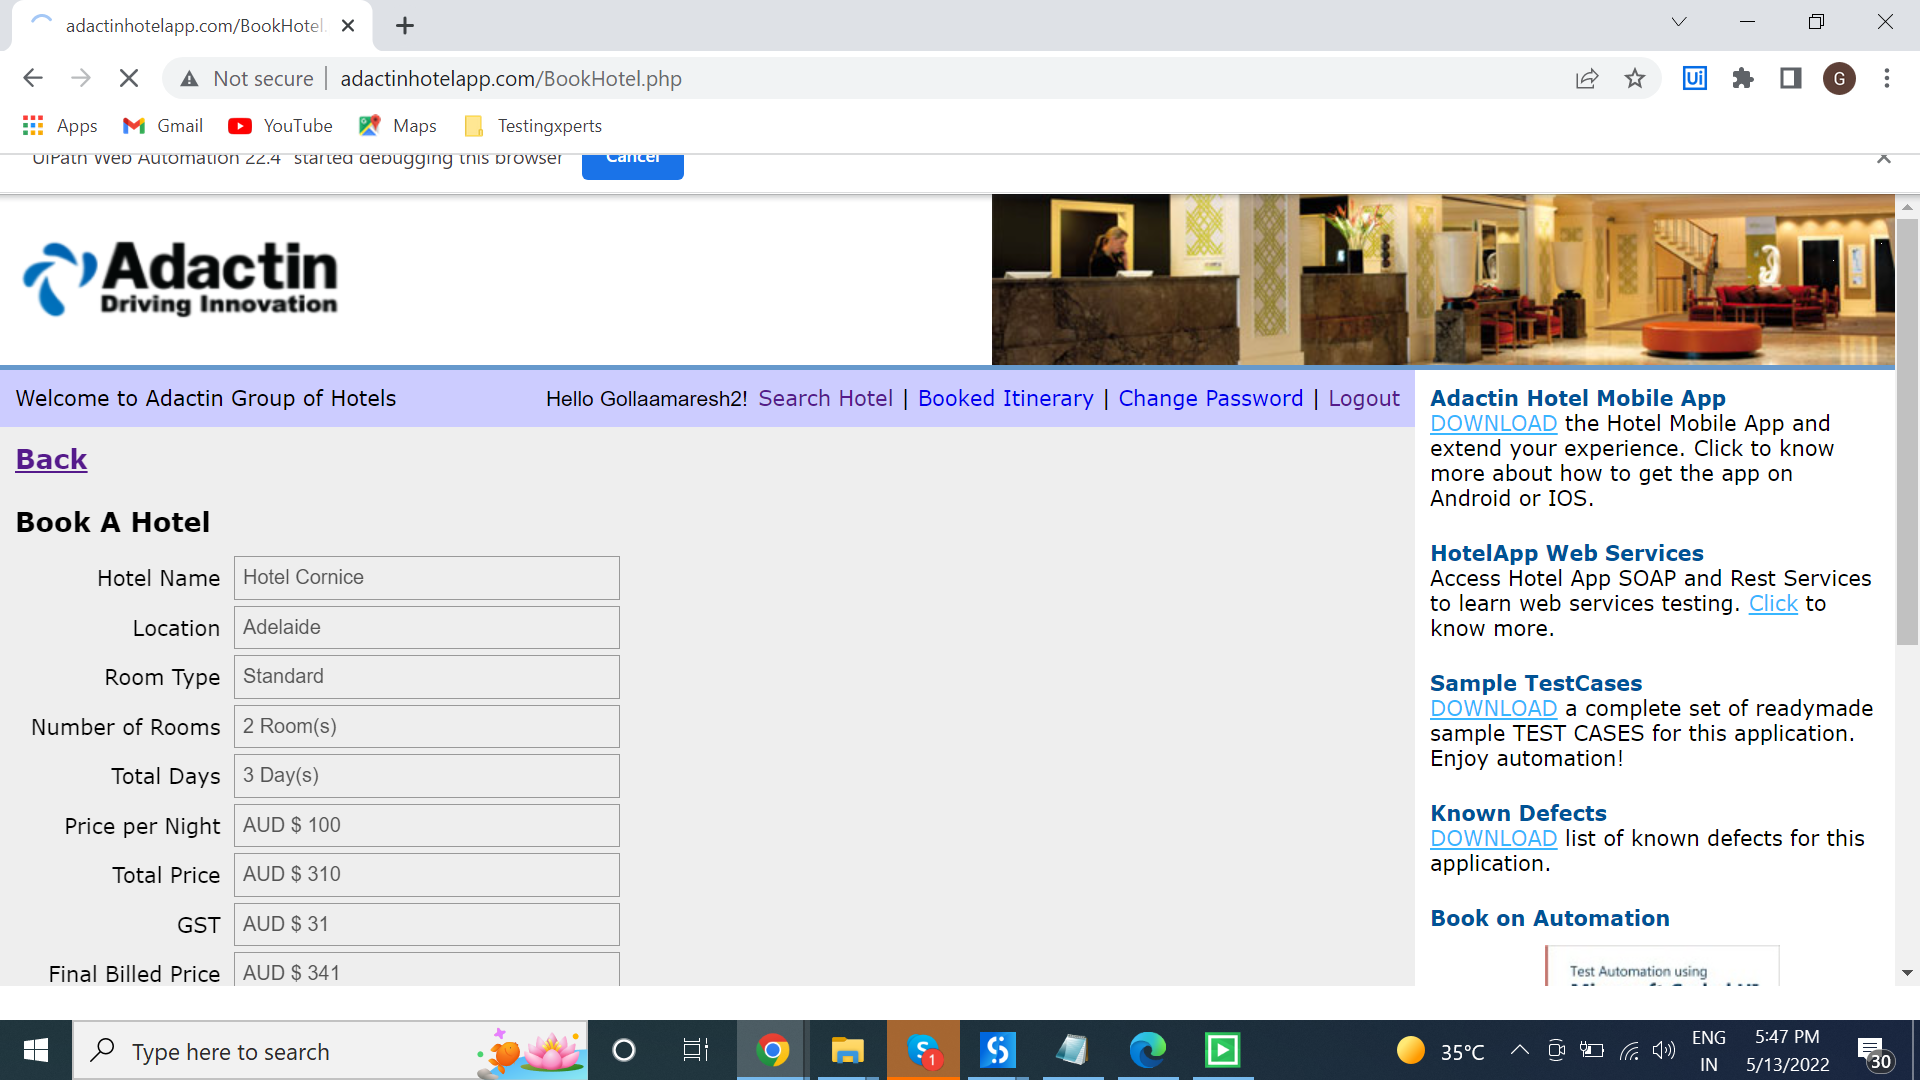 adactinhotelapp.com/BookHotel.
Not secure adactinhotelapp.com/BookHotel.php
Ui
G
Apps Gmail YouTube Maps Testingxperts
UiPath Web Automation 22.4" started debugging this browser Cancel
Adactin
Driving Innovation
Welcome to Adactin Group of Hotels
Hello Gollaamaresh2! Search Hotel | Booked Itinerary | Change Password | Logout
Back
Book A Hotel
Hotel Name Hotel Cornice
Location Adelaide
Room Type Standard
Number of Rooms 2 Room(s)
Total Days 3 Day(s)
Price per Night AUD $ 100
Total Price AUD $ 310
GST AUD $ 31
Final Billed Price AUD $ 341
Adactin Hotel Mobile App
DOWNLOAD the Hotel Mobile App and
extend your experience. Click to know
more about how to get the app on
Android or IOS.
HotelApp Web Services
Access Hotel App SOAP and Rest Services
to learn web services testing. Click to
know more.
Sample TestCases
DOWNLOAD a complete set of readymade
sample TEST CASES for this application.
Enjoy automation!
Known Defects
DOWNLOAD list of known defects for this
application.
Book on Automation
Test Automation using
Type here to search
S 1
35°C
ENG
IN
5:47 PM
5/13/2022
30